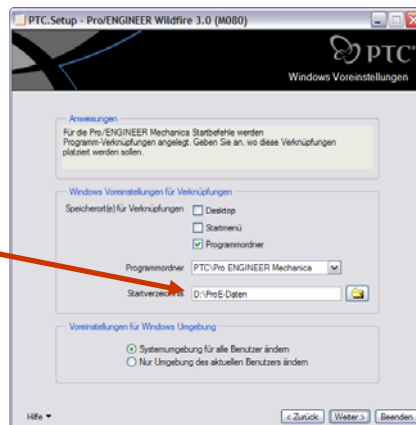 PTC.Setup - Pro/ENGINEER Wildfire 3.0 (M080)
PTC
Windows Voreinstellungen
Anweisungen
Für die Pro/ENGINEER Mechanica Startbefehle werden
Programm-Verknüpfungen angelegt. Geben Sie an, wo diese Verknüpfungen
platziert werden sollen.
Windows Voreinstellungen für Verknüpfungen
Speicherort(e) für Verknüpfungen
Desktop
Startmenü
Programmordner
Programmordner PTC\Pro ENGINEER Mechanica
Startverzeichnis D:\ProE-Daten
Voreinstellungen für Windows Umgebung
Systemumgebung für alle Benutzer ändern
Nur Umgebung des aktuellen Benutzers ändern
Hilfe < Zurück Weiter > Beenden